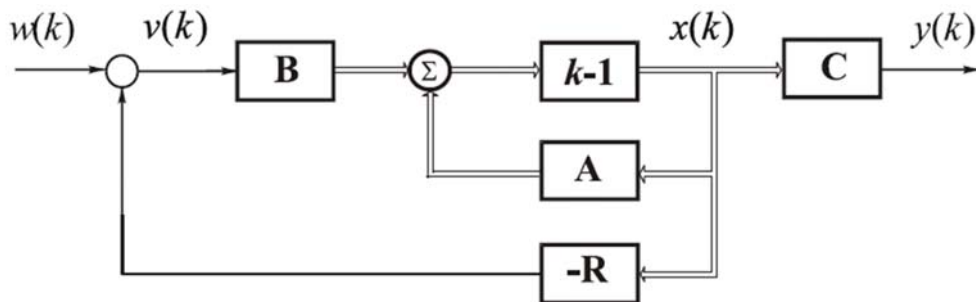 w(k) v(k) x(k) y(k)
B Σ k-1 C
A
-R